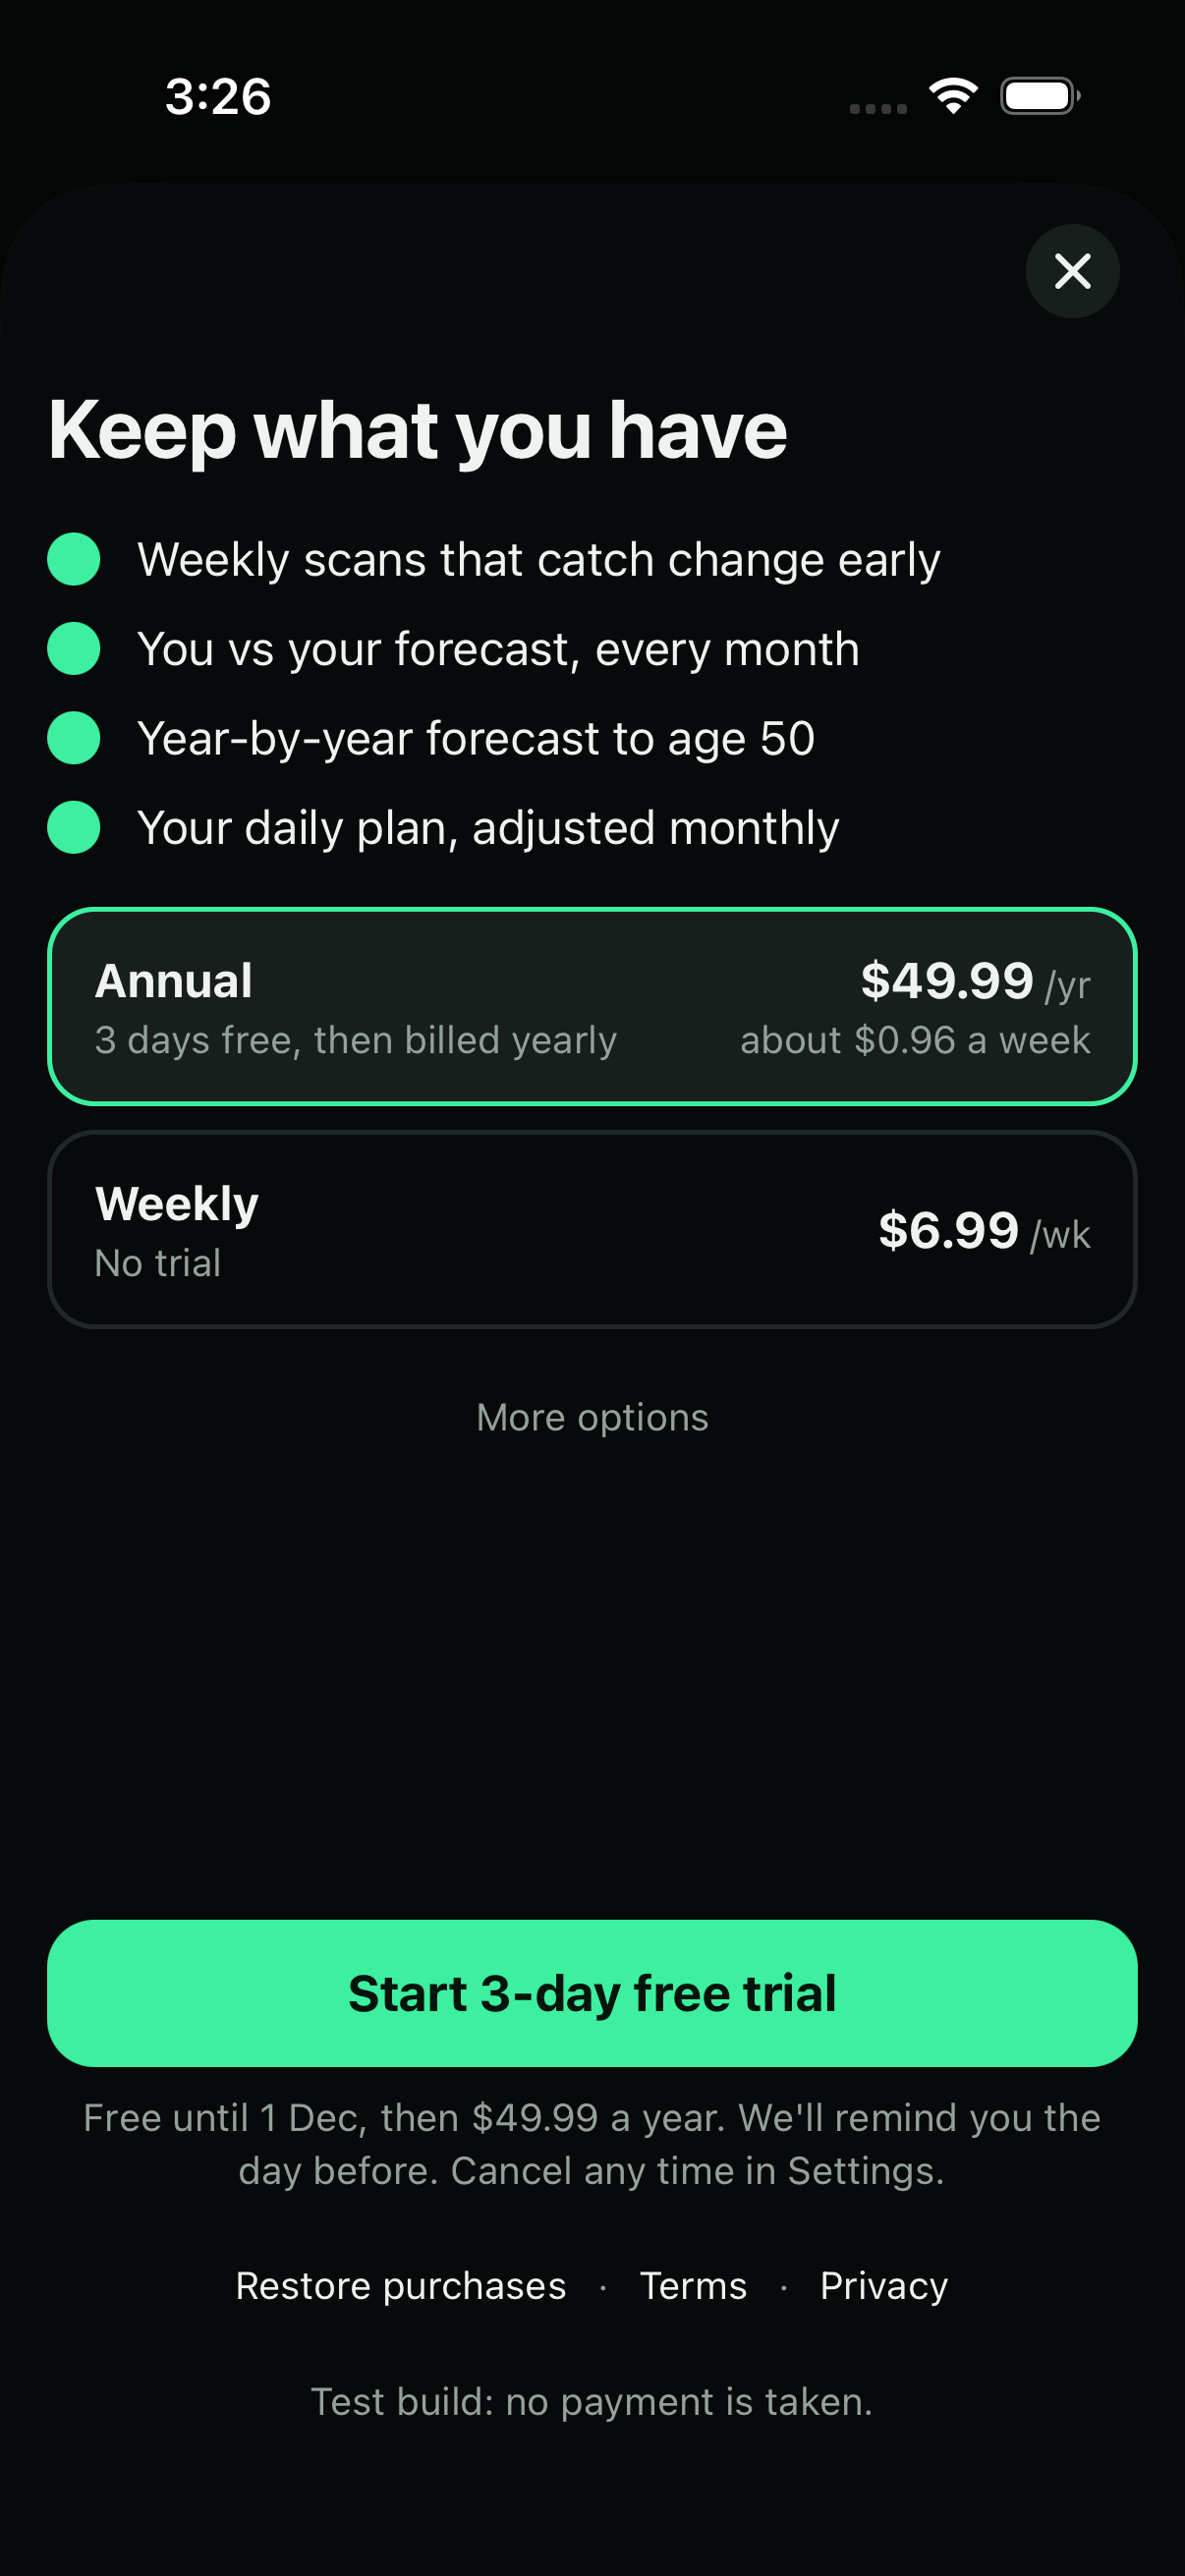 3:26
Keep what you have
Weekly scans that catch change early
You vs your forecast, every month
Year-by-year forecast to age 50
Your daily plan, adjusted monthly
Annual $49.99 /yr
3 days free, then billed yearly about $0.96 a week
Weekly
$6.99 /wk
No trial
More options
Start 3-day free trial
Free until 1 Dec, then $49.99 a year. We'll remind you the
day before. Cancel any time in Settings.
Restore purchases · Terms · Privacy
Test build: no payment is taken.